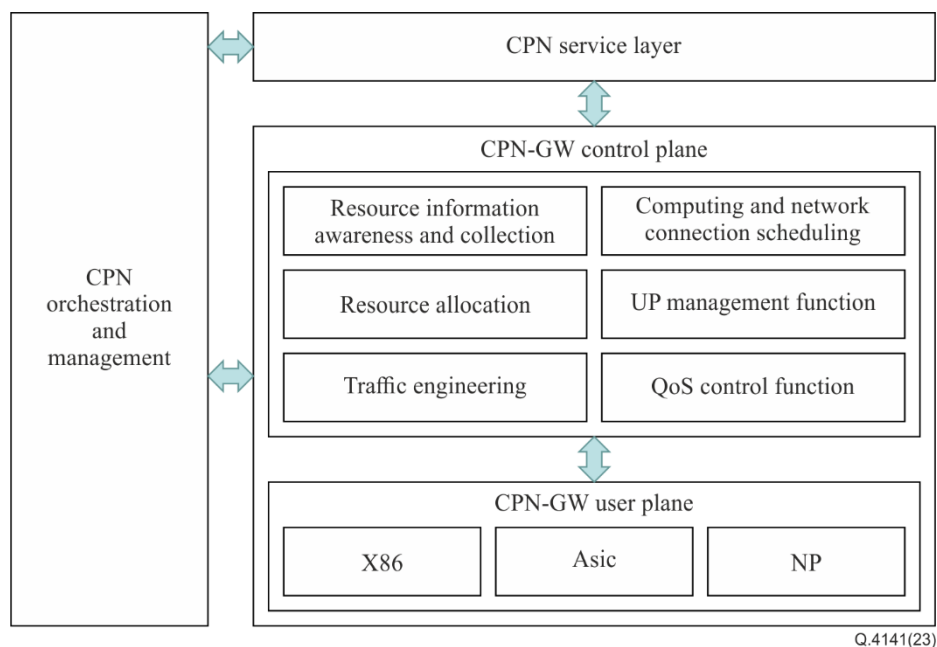 CPN
orchestration
and
management
CPN service layer
CPN-GW control plane
Resource information
awareness and collection
Computing and network
connection scheduling
Resource allocation
UP management function
Traffic engineering
QoS control function
CPN-GW user plane
X86
Asic
NP
Q.4141(23)